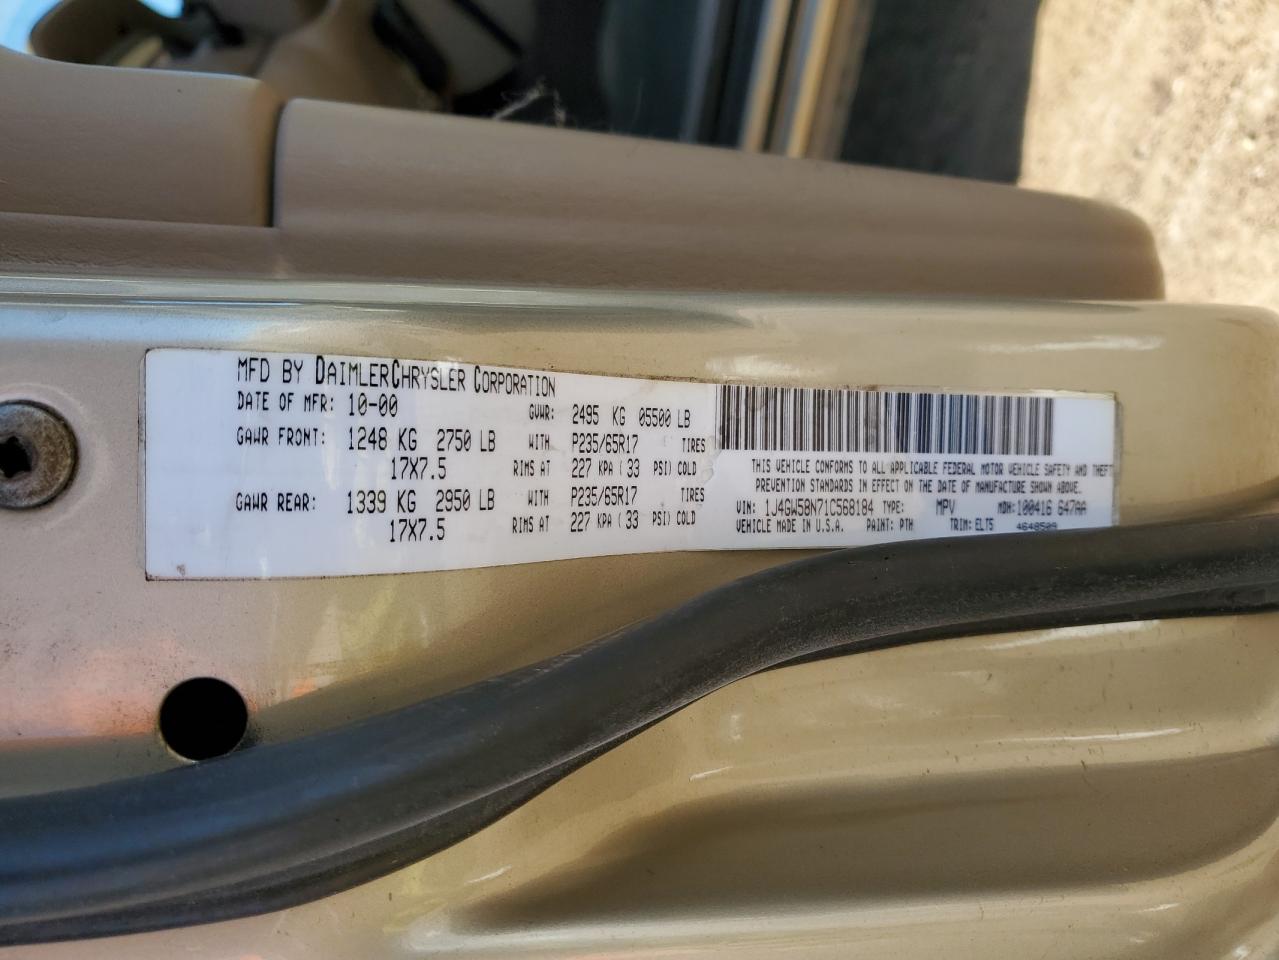 MFD BY DAIMLERCHRYSLER CORPORATION
DATE OF MFR: 10-00 GVWR: 2495 KG 05500 LB
GAWR FRONT: 1248 KG 2750 LB WITH P235/65R17 TIRES
17X7.5 RIMS AT 227 KPA ( 33 PSI) COLD
GAWR REAR: 1339 KG 2950 LB WITH P235/65R17 TIRES
17X7.5 RIMS AT 227 KPA ( 33 PSI) COLD
THIS VEHICLE CONFORMS TO ALL APPLICABLE FEDERAL MOTOR VEHICLE SAFETY AND THEFT
PREVENTION STANDARDS IN EFFECT ON THE DATE OF MANUFACTURE SHOWN ABOVE.
VIN: 1J4GW58N71C568184 TYPE: MPV MDH: 100416 647AA
VEHICLE MADE IN U.S.A. PAINT: PTH TRIM: ELT5 4648509